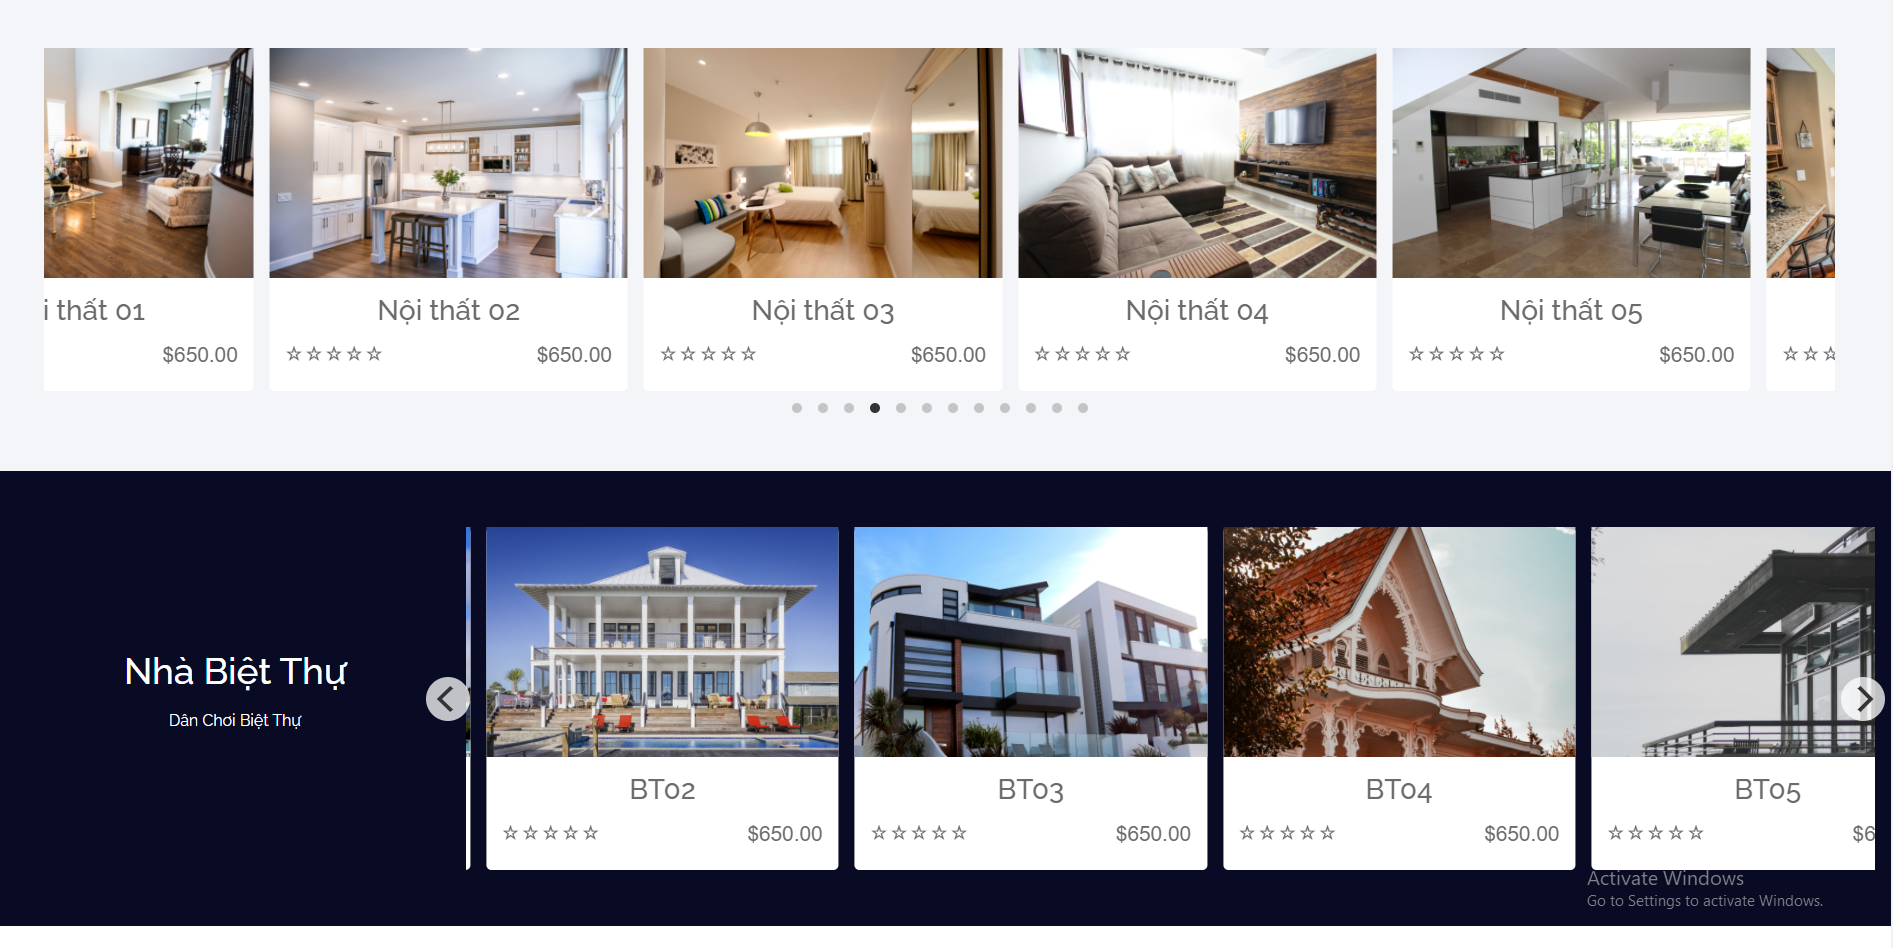 i thất 01
Nội thất 02
Nội thất 03
Nội thất 04
Nội thất 05
$650.00
☆☆☆☆☆ $650.00
☆☆☆☆☆ $650.00
☆☆☆☆☆ $650.00
☆☆☆☆☆ $650.00
☆☆☆
Nhà Biệt Thự
Dân Chơi Biệt Thự
BT02
BT03
BT04
BT05
☆☆☆☆☆ $650.00
☆☆☆☆☆ $650.00
☆☆☆☆☆ $650.00
☆☆☆☆☆ $6
Activate Windows
Go to Settings to activate Windows.